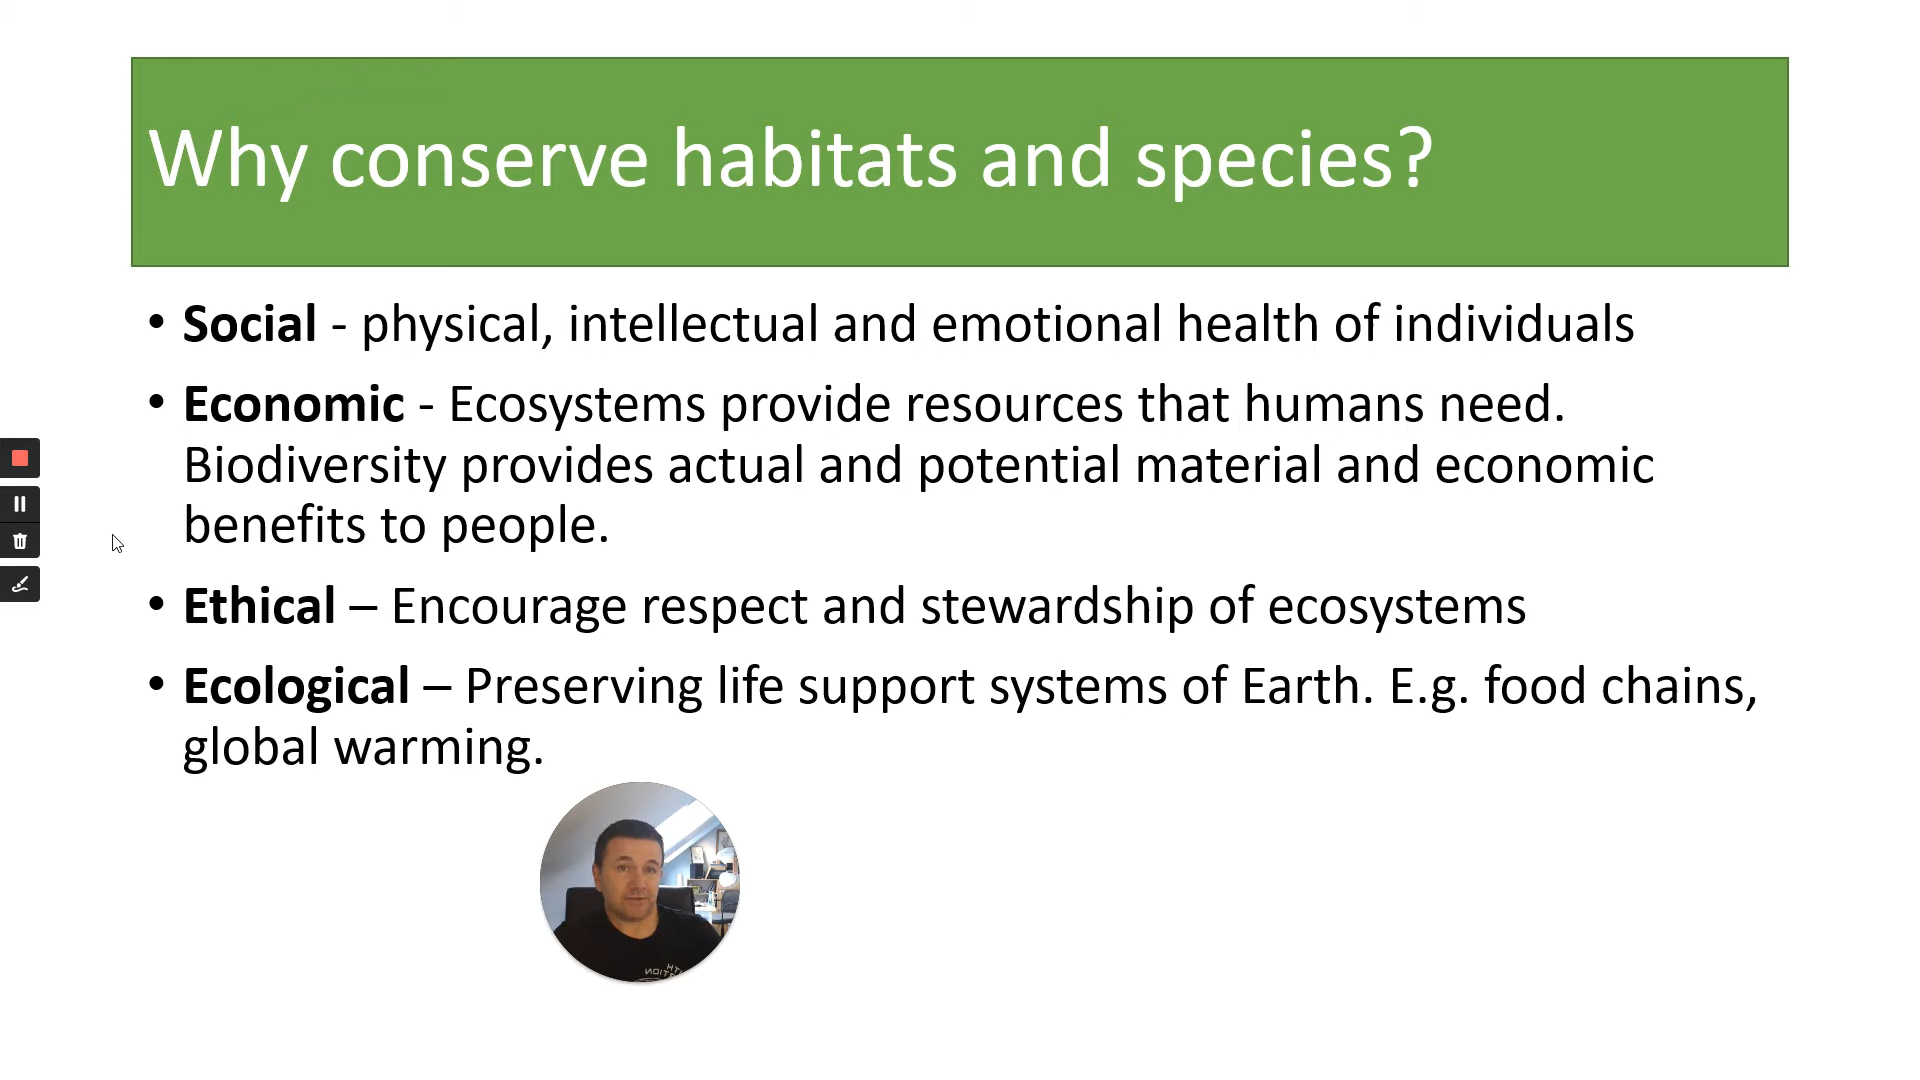 Why conserve habitats and species?
• Social - physical, intellectual and emotional health of individuals
• Economic - Ecosystems provide resources that humans need.
Biodiversity provides actual and potential material and economic
benefits to people.
• Ethical – Encourage respect and stewardship of ecosystems
• Ecological – Preserving life support systems of Earth. E.g. food chains,
global warming.